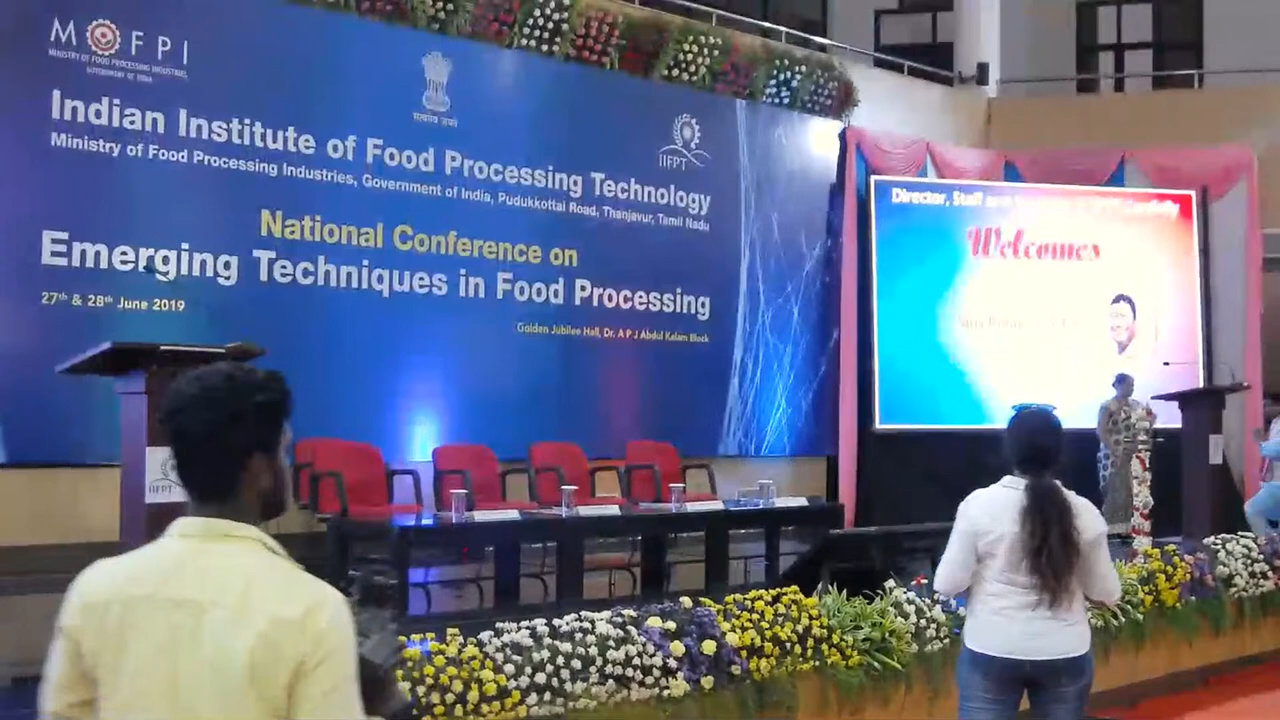 MOFPI
MINISTRY OF FOOD PROCESSING INDUSTRIES
GOVERNMENT OF INDIA
सत्यमेव जयते
IIFPT
Indian Institute of Food Processing Technology
Ministry of Food Processing Industries, Government of India, Pudukkottai Road, Thanjavur, Tamil Nadu
National Conference on
Emerging Techniques in Food Processing
27th & 28th June 2019
Golden Jubilee Hall, Dr. A P J Abdul Kalam Block
Director, Staff
Welcomes
IIFPT